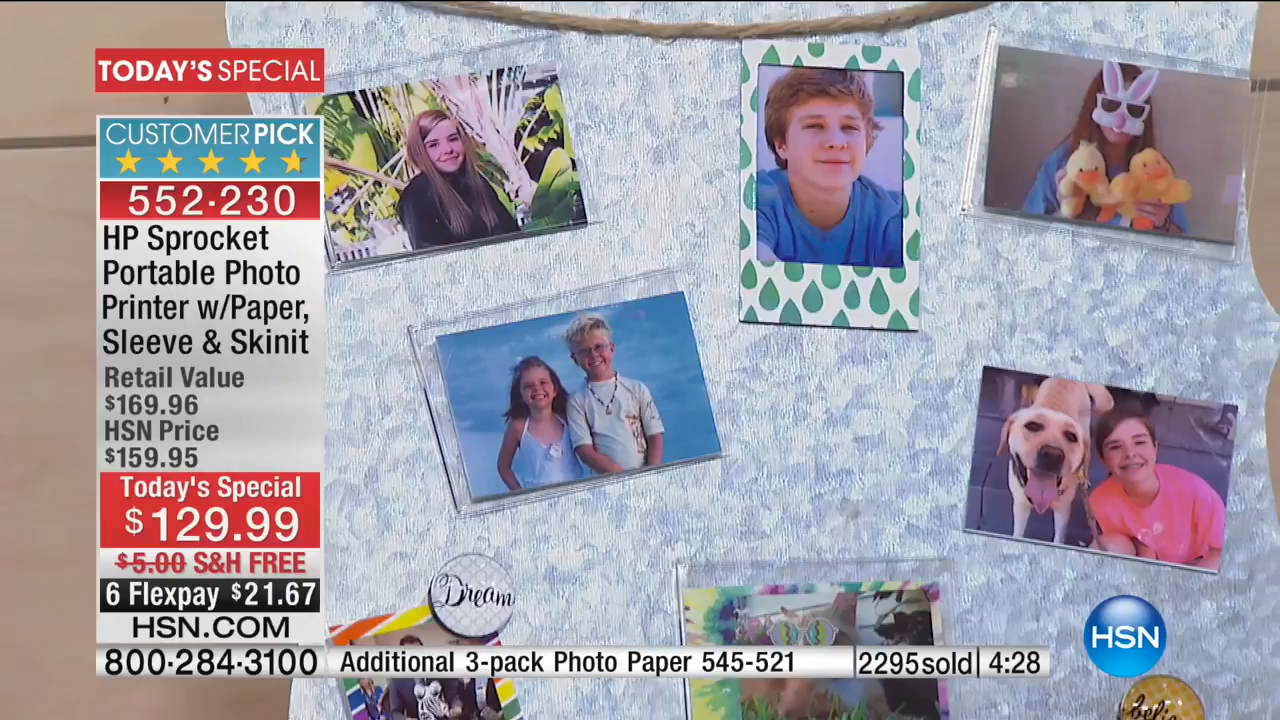 TODAY'S SPECIAL
CUSTOMER PICK
552·230
HP Sprocket
Portable Photo
Printer w/Paper,
Sleeve & Skinit
Retail Value
$169.96
HSN Price
$159.95
Today's Special
$129.99
$5.00 S&H FREE
6 Flexpay $21.67
HSN.COM
800·284·3100
Additional 3-pack Photo Paper 545-521
2295sold
4:28
HSN
Dream